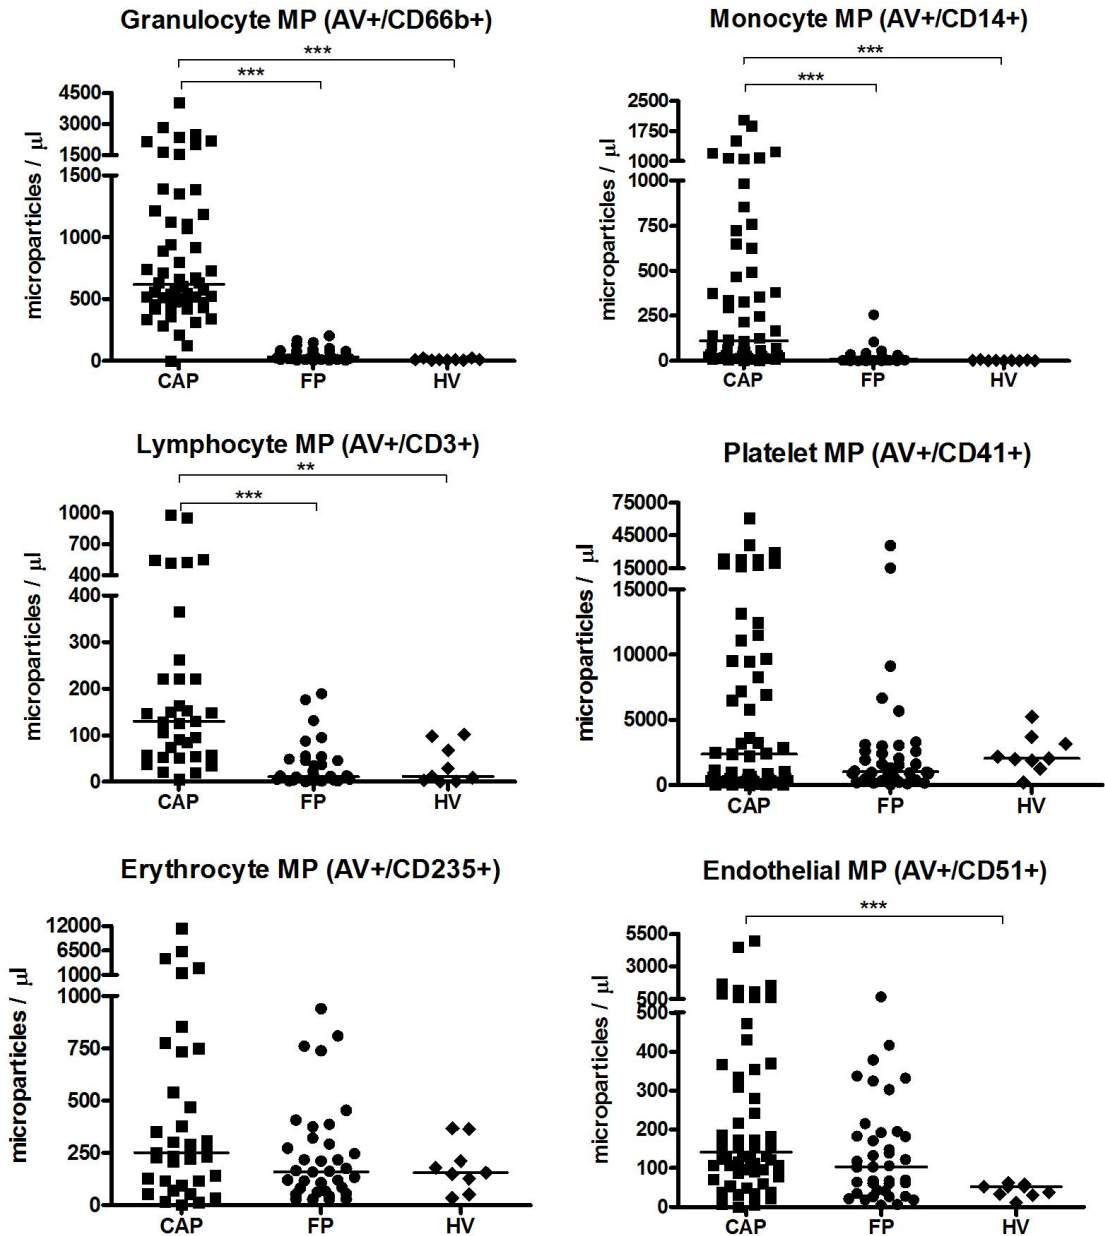 Granulocyte MP (AV+/CD66b+)
***
***
microparticles / μl
4500
3000
1500
1500
1000
500
0
CAP FP HV
Monocyte MP (AV+/CD14+)
***
***
microparticles / μl
2500
1750
1000
1000
750
500
250
0
CAP FP HV
Lymphocyte MP (AV+/CD3+)
**
***
microparticles / μl
1000
700
400
400
300
200
100
0
CAP FP HV
Platelet MP (AV+/CD41+)
microparticles / μl
75000
45000
15000
15000
10000
5000
0
CAP FP HV
Erythrocyte MP (AV+/CD235+)
microparticles / μl
12000
6500
1000
1000
500
250
0
CAP FP HV
Endothelial MP (AV+/CD51+)
***
microparticles / μl
5500
3000
500
500
400
300
200
100
0
CAP FP HV